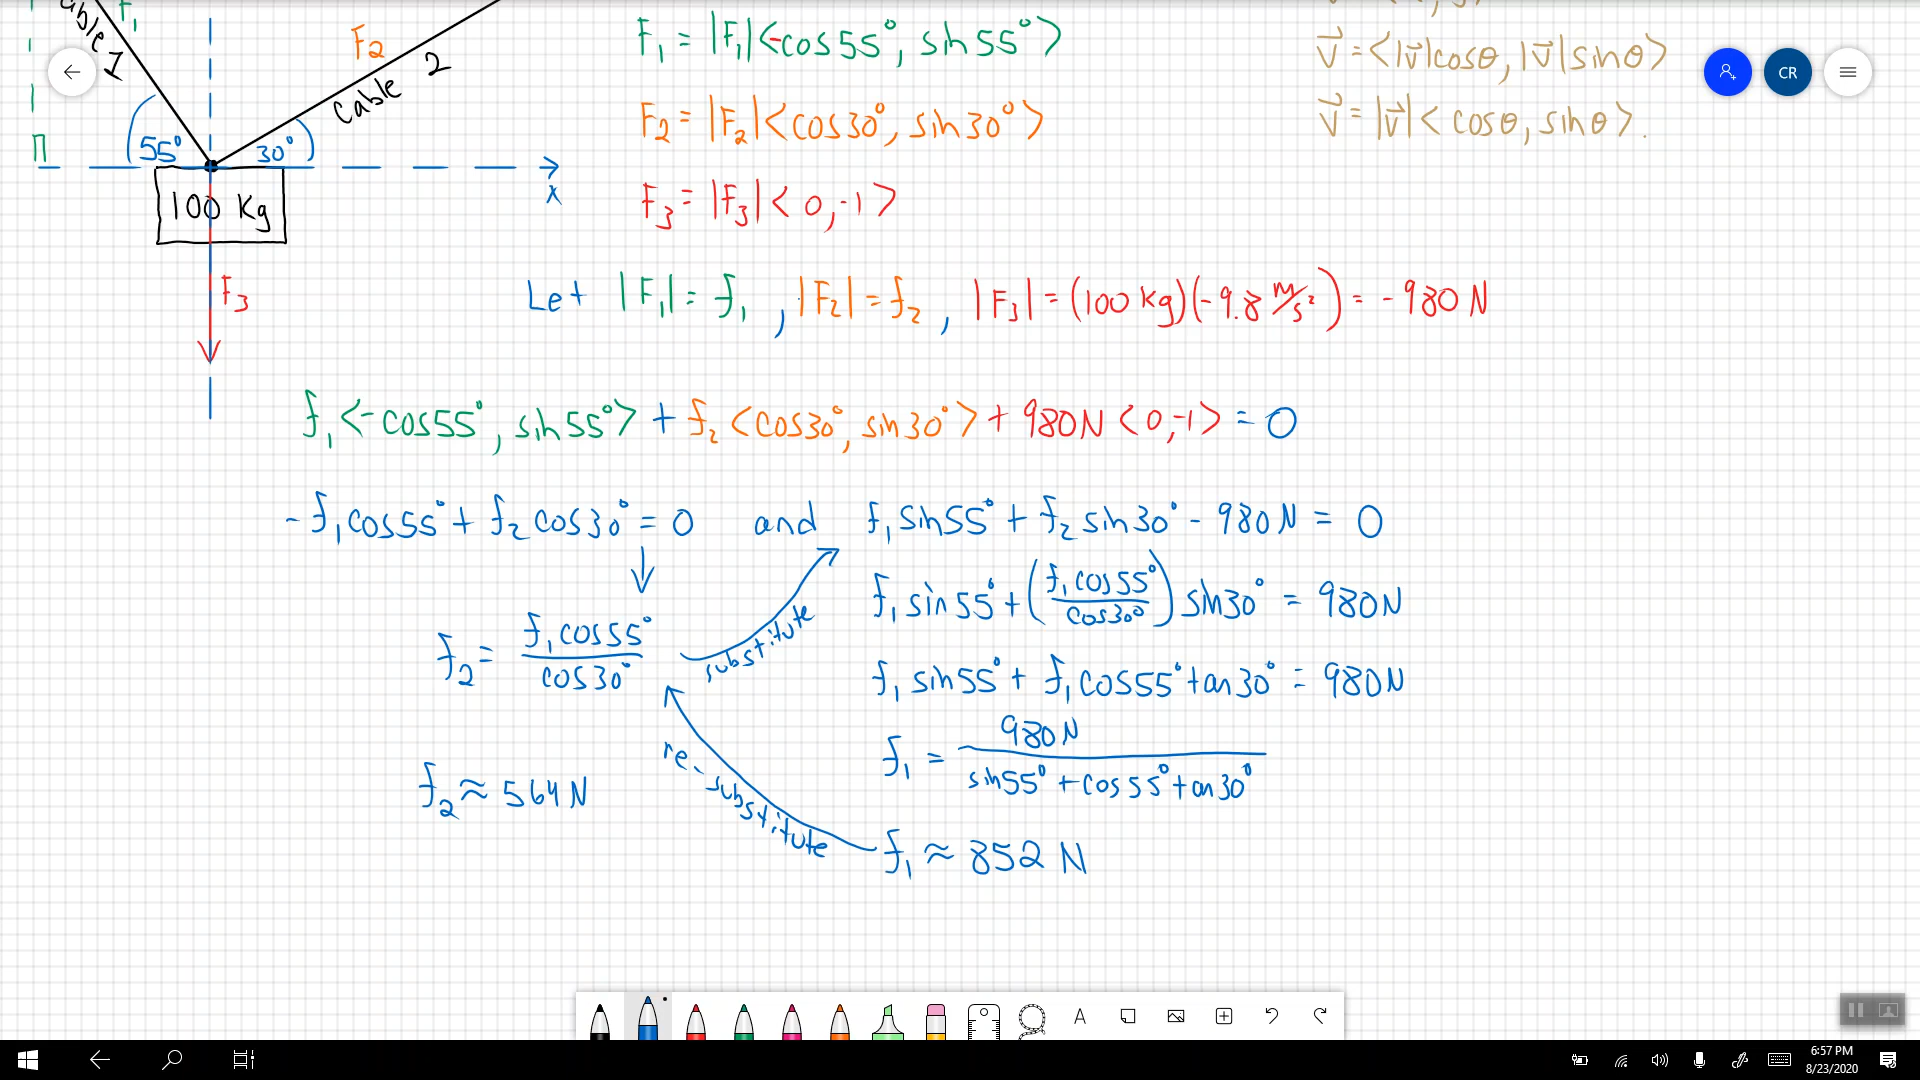 F₁
able 1
F₂
Cable 2
55°
30°
x
100 Kg
F₃
F₁ = |F₁|<-cos55°, sin55°>
F₂ = |F₂|<cos30°, sin30°>
F₃ = |F₃|< 0, -1 >
v⃗ = <|v⃗|cosθ, |v⃗|sinθ>
v⃗ = |v⃗|< cosθ, sinθ>.
CR
Let |F₁| = f₁ , |F₂| = f₂ , |F₃| = (100 kg)(-9.8 m/s²) = -980 N
f₁<-cos55°, sin55°> + f₂<cos30°, sin30°> + 980N <0,-1> = 0
-f₁cos55° + f₂cos30° = 0 and f₁sin55° + f₂sin30° - 980N = 0
f₁sin55° + (f₁cos55°/cos30°) sin30° = 980N
f₂ = f₁cos55°/cos30°
substitute
f₁ sin55° + f₁cos55°tan30° = 980N
f₁ = 980N/sin55° + cos55°tan30°
re-substitute
f₂ ≈ 564N
f₁ ≈ 852 N
A
6:57 PM
8/23/2020